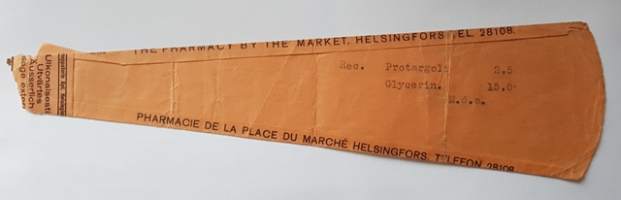 THE PHARMACY BY THE MARKET, HELSINGFORS TEL. 28108.
Rec. Protargoli 2.5
Glycerin. 15.0
M.d.s.
PHARMACIE DE LA PLACE DU MARCHÉ HELSINGFORS, TELEFON 28108
Ulkonaisesti
Utvärtes
Äusserlich